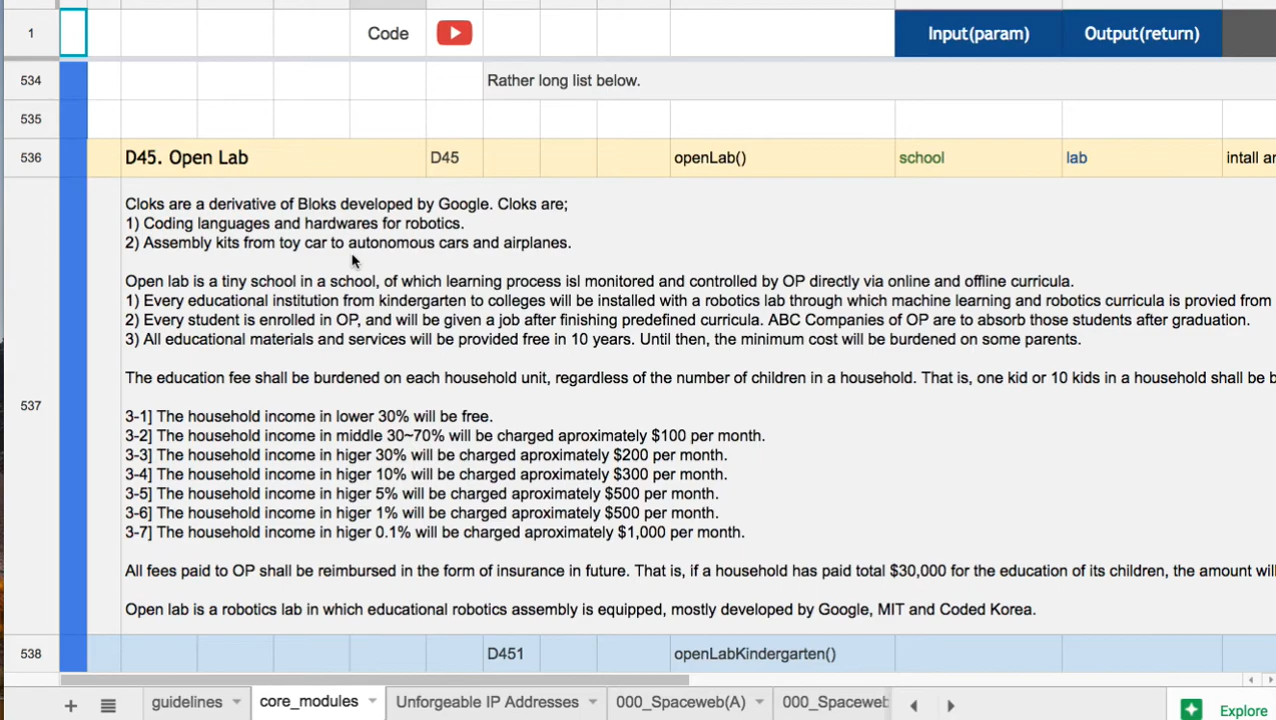 1 Code Input(param) Output(return)
534 Rather long list below.
535
536 D45. Open Lab D45 openLab() school lab intall ar
Cloks are a derivative of Bloks developed by Google. Cloks are;
1) Coding languages and hardwares for robotics.
2) Assembly kits from toy car to autonomous cars and airplanes.
Open lab is a tiny school in a school, of which learning process isl monitored and controlled by OP directly via online and offline curricula.
1) Every educational institution from kindergarten to colleges will be installed with a robotics lab through which machine learning and robotics curricula is provied from
2) Every student is enrolled in OP, and will be given a job after finishing predefined curricula. ABC Companies of OP are to absorb those students after graduation.
3) All educational materials and services will be provided free in 10 years. Until then, the minimum cost will be burdened on some parents.
The education fee shall be burdened on each household unit, regardless of the number of children in a household. That is, one kid or 10 kids in a household shall be b
537
3-1] The household income in lower 30% will be free.
3-2] The household income in middle 30~70% will be charged aproximately $100 per month.
3-3] The household income in higer 30% will be charged aproximately $200 per month.
3-4] The household income in higer 10% will be charged aproximately $300 per month.
3-5] The household income in higer 5% will be charged aproximately $500 per month.
3-6] The household income in higer 1% will be charged aproximately $500 per month.
3-7] The household income in higer 0.1% will be charged aproximately $1,000 per month.
All fees paid to OP shall be reimbursed in the form of insurance in future. That is, if a household has paid total $30,000 for the education of its children, the amount will
Open lab is a robotics lab in which educational robotics assembly is equipped, mostly developed by Google, MIT and Coded Korea.
538 D451 openLabKindergarten()
guidelines core_modules Unforgeable IP Addresses 000_Spaceweb(A) 000_Spaceweb Explore